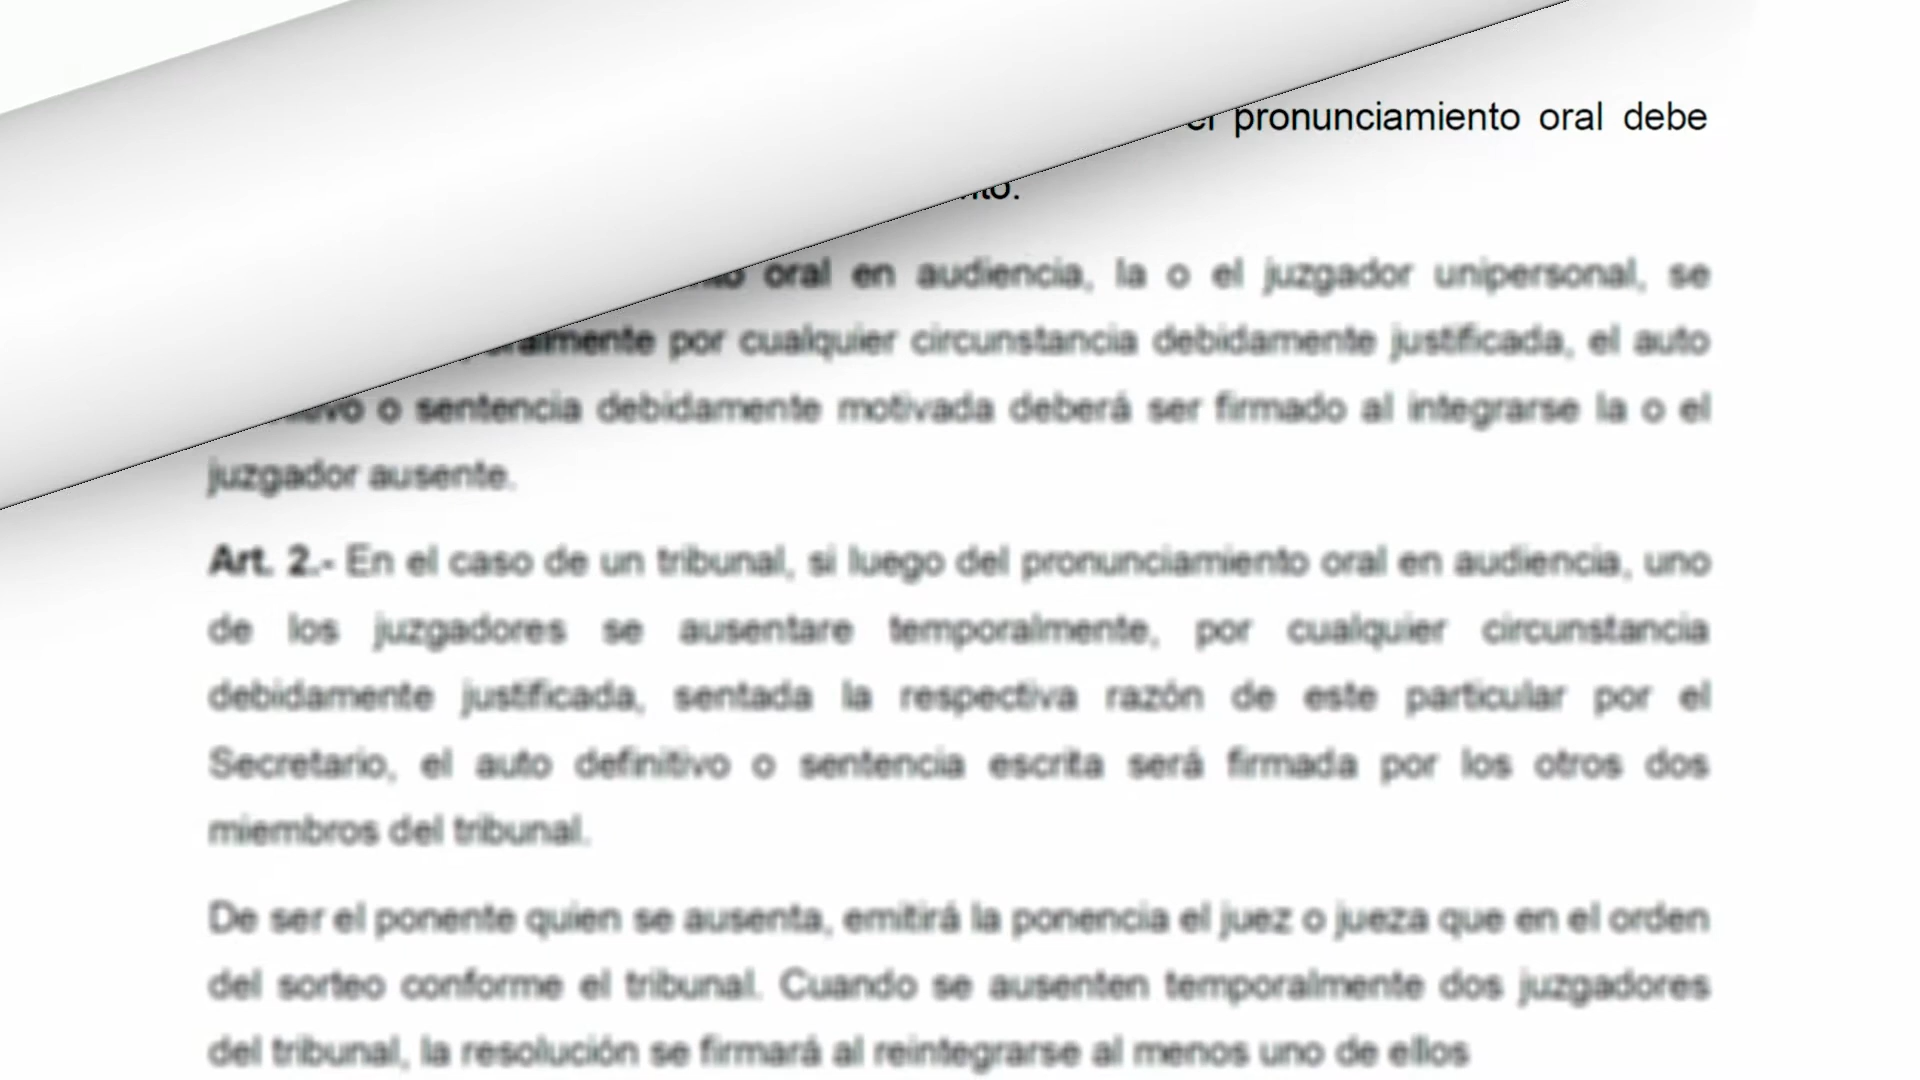 pronunciamiento oral debe
oral en audiencia, la o el juzgador unipersonal, se
por cualquier circunstancia debidamente justificada, el auto
o sentencia debidamente motivada deberá ser firmado al integrarse la o el
juzgador ausente.
Art. 2.- En el caso de un tribunal, si luego del pronunciamiento oral en audiencia, uno
de los juzgadores se ausentare temporalmente, por cualquier circunstancia
debidamente justificada, sentada la respectiva razón de este particular por el
Secretario, el auto definitivo o sentencia escrita será firmada por los otros dos
miembros del tribunal.
De ser el ponente quien se ausenta, emitirá la ponencia el juez o jueza que en el orden
del sorteo conforme el tribunal. Cuando se ausenten temporalmente dos juzgadores
del tribunal, la resolución se firmará al reintegrarse al menos uno de ellos